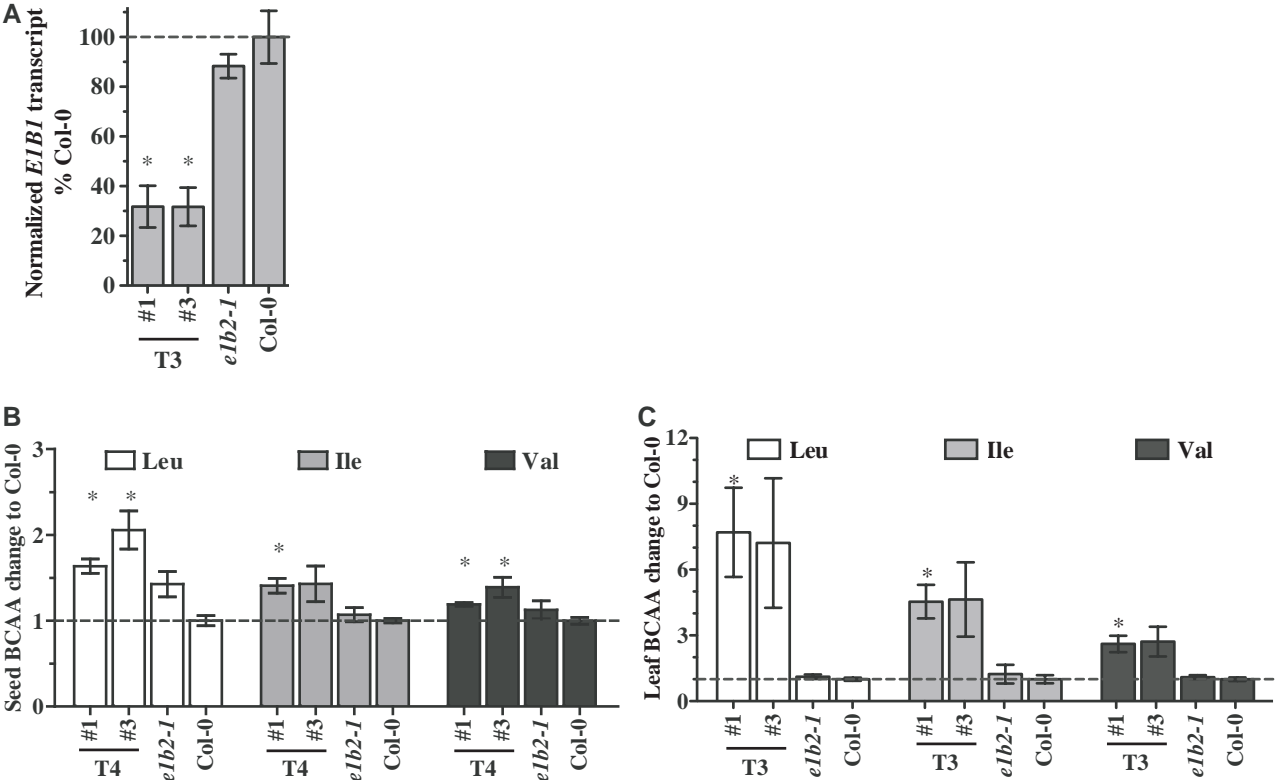 A
Normalized E1B1 transcript
% Col-0
100
80
60
40
20
0
* *
#1 #3 e1b2-1 Col-0
T3
B
Seed BCAA change to Col-0
3
2
1
0
Leu Ile Val
* * * * *
#1 #3 e1b2-1 Col-0 #1 #3 e1b2-1 Col-0 #1 #3 e1b2-1 Col-0
T4 T4 T4
C
Leaf BCAA change to Col-0
12
9
6
3
0
Leu Ile Val
* * *
#1 #3 e1b2-1 Col-0 #1 #3 e1b2-1 Col-0 #1 #3 e1b2-1 Col-0
T3 T3 T3